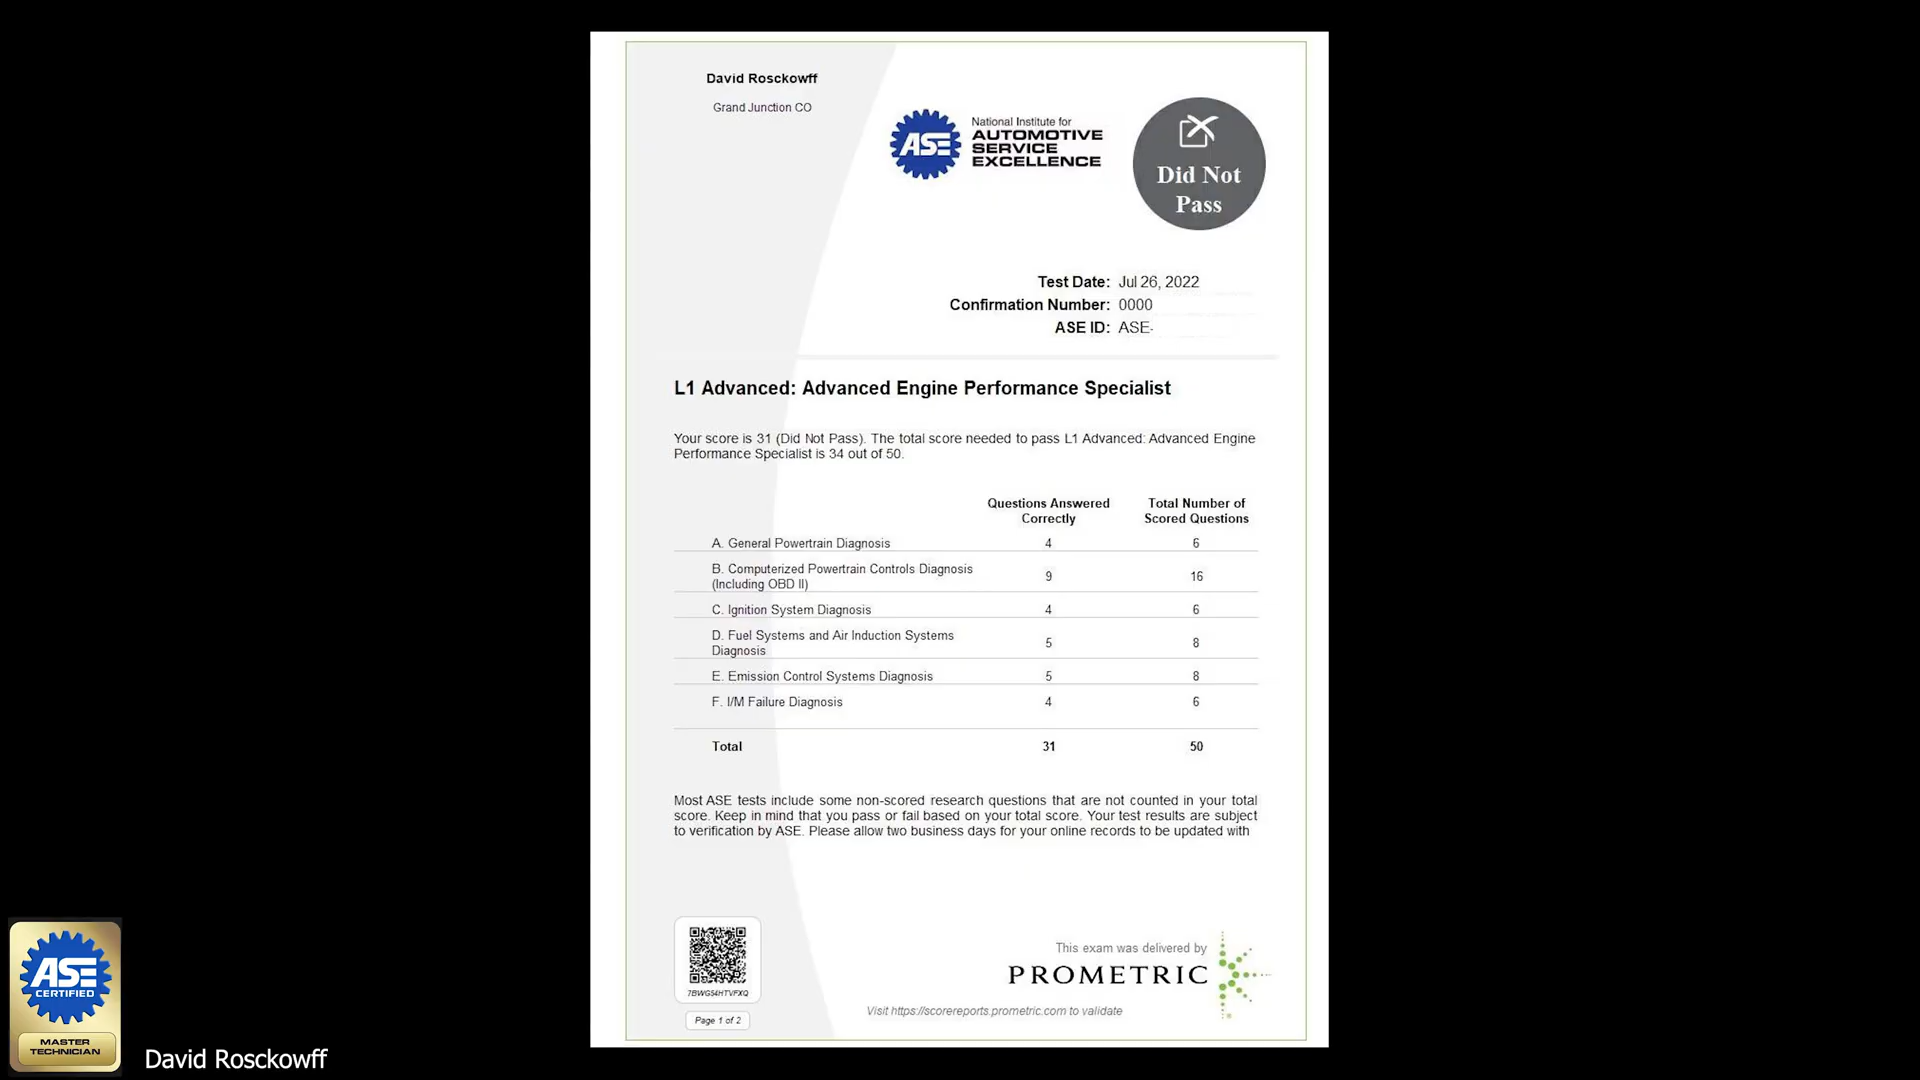 David Rosckowff
Grand Junction CO
ASE
National Institute for
AUTOMOTIVE
SERVICE
EXCELLENCE
Did Not
Pass
Test Date: Jul 26, 2022
Confirmation Number: 0000
ASE ID: ASE-
L1 Advanced: Advanced Engine Performance Specialist
Your score is 31 (Did Not Pass). The total score needed to pass L1 Advanced: Advanced Engine
Performance Specialist is 34 out of 50.
Questions Answered Total Number of
Correctly Scored Questions
A. General Powertrain Diagnosis 4 6
B. Computerized Powertrain Controls Diagnosis
(Including OBD II) 9 16
C. Ignition System Diagnosis 4 6
D. Fuel Systems and Air Induction Systems
Diagnosis 5 8
E. Emission Control Systems Diagnosis 5 8
F. I/M Failure Diagnosis 4 6
Total 31 50
Most ASE tests include some non-scored research questions that are not counted in your total
score. Keep in mind that you pass or fail based on your total score. Your test results are subject
to verification by ASE. Please allow two business days for your online records to be updated with
7BWG54HTVFXQ
Page 1 of 2
This exam was delivered by
PROMETRIC
Visit https://scorereports.prometric.com to validate
ASE
CERTIFIED
MASTER
TECHNICIAN
David Rosckowff